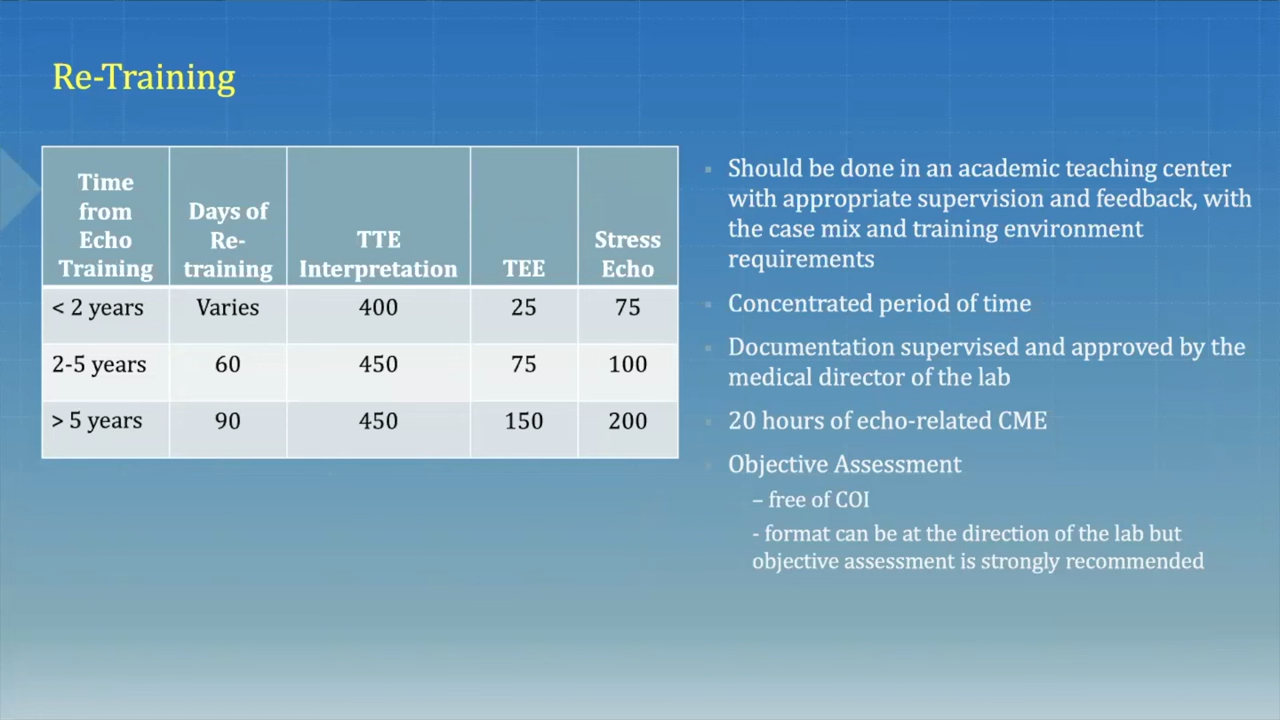 Re-Training
Time
from
Echo
Training
Days of
Re-
training
TTE
Interpretation
TEE
Stress
Echo
< 2 years Varies 400 25 75
2-5 years 60 450 75 100
> 5 years 90 450 150 200
Should be done in an academic teaching center
with appropriate supervision and feedback, with
the case mix and training environment
requirements
Concentrated period of time
Documentation supervised and approved by the
medical director of the lab
20 hours of echo-related CME
Objective Assessment
– free of COI
- format can be at the direction of the lab but
objective assessment is strongly recommended